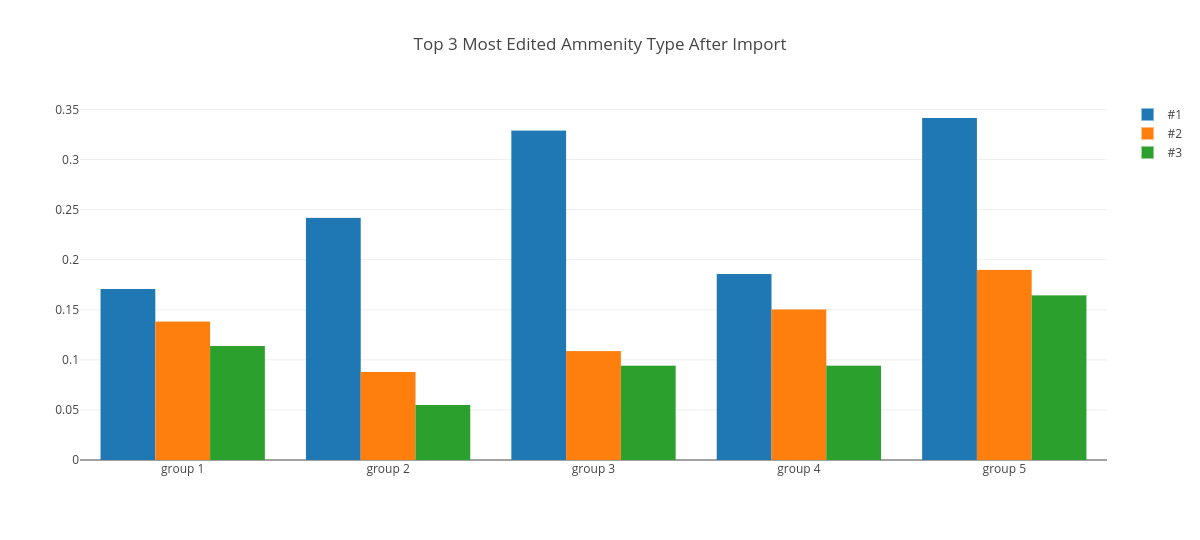 Top 3 Most Edited Ammenity Type After Import
0.35
0.3
0.25
0.2
0.15
0.1
0.05
0
group 1
group 2
group 3
group 4
group 5
#1
#2
#3